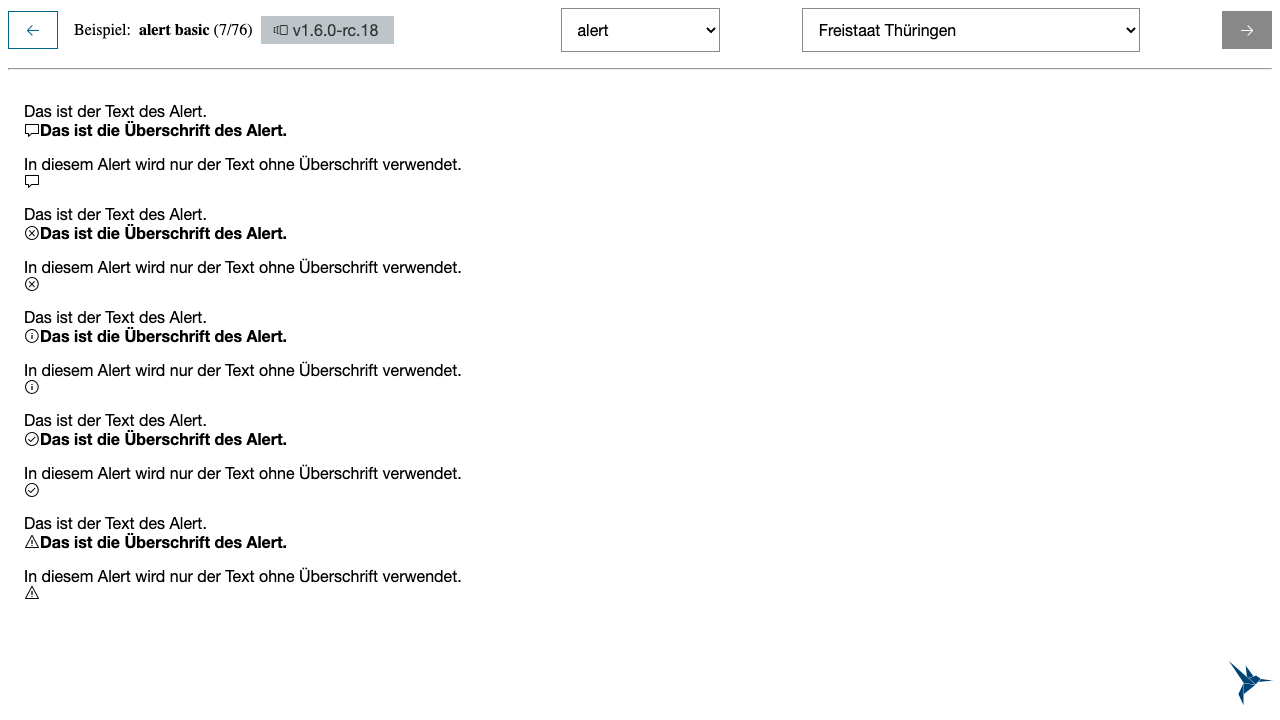 Beispiel: alert basic (7/76) v1.6.0-rc.18 alert Freistaat Thüringen
Das ist der Text des Alert.
Das ist die Überschrift des Alert.
In diesem Alert wird nur der Text ohne Überschrift verwendet.
Das ist der Text des Alert.
Das ist die Überschrift des Alert.
In diesem Alert wird nur der Text ohne Überschrift verwendet.
Das ist der Text des Alert.
Das ist die Überschrift des Alert.
In diesem Alert wird nur der Text ohne Überschrift verwendet.
Das ist der Text des Alert.
Das ist die Überschrift des Alert.
In diesem Alert wird nur der Text ohne Überschrift verwendet.
Das ist der Text des Alert.
Das ist die Überschrift des Alert.
In diesem Alert wird nur der Text ohne Überschrift verwendet.